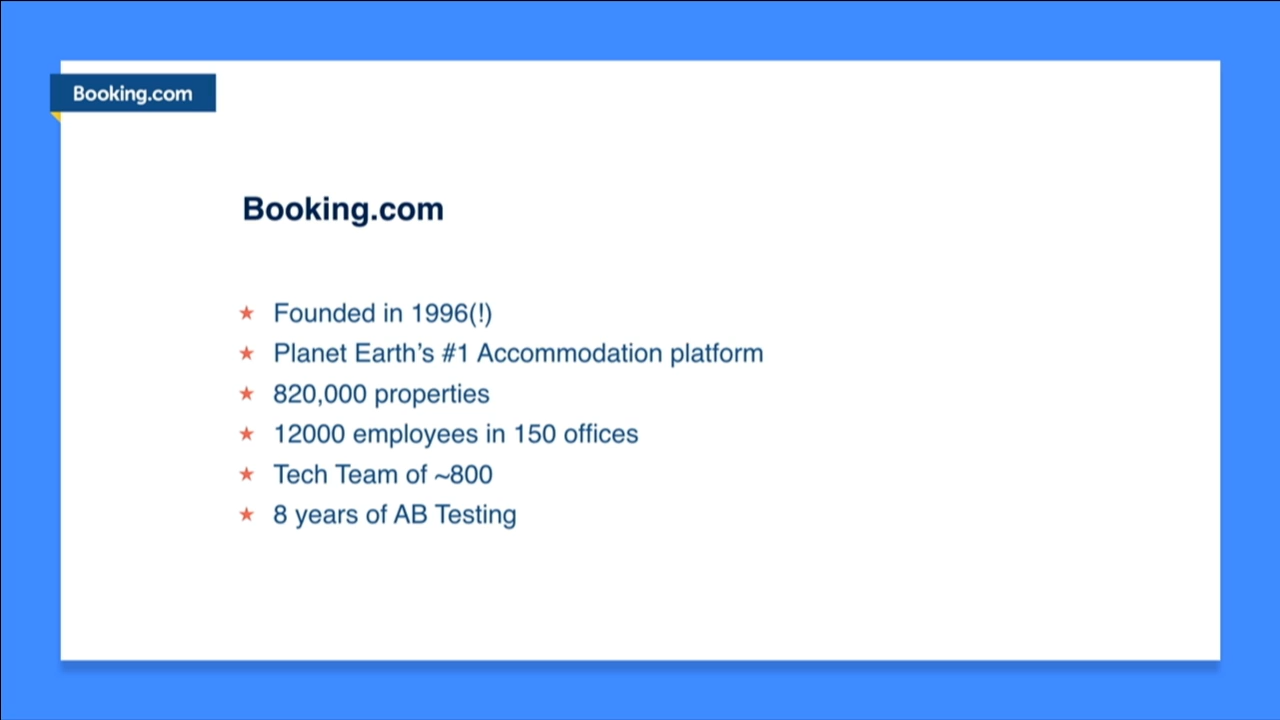 Booking.com
Booking.com
★ Founded in 1996(!)
★ Planet Earth’s #1 Accommodation platform
★ 820,000 properties
★ 12000 employees in 150 offices
★ Tech Team of ~800
★ 8 years of AB Testing